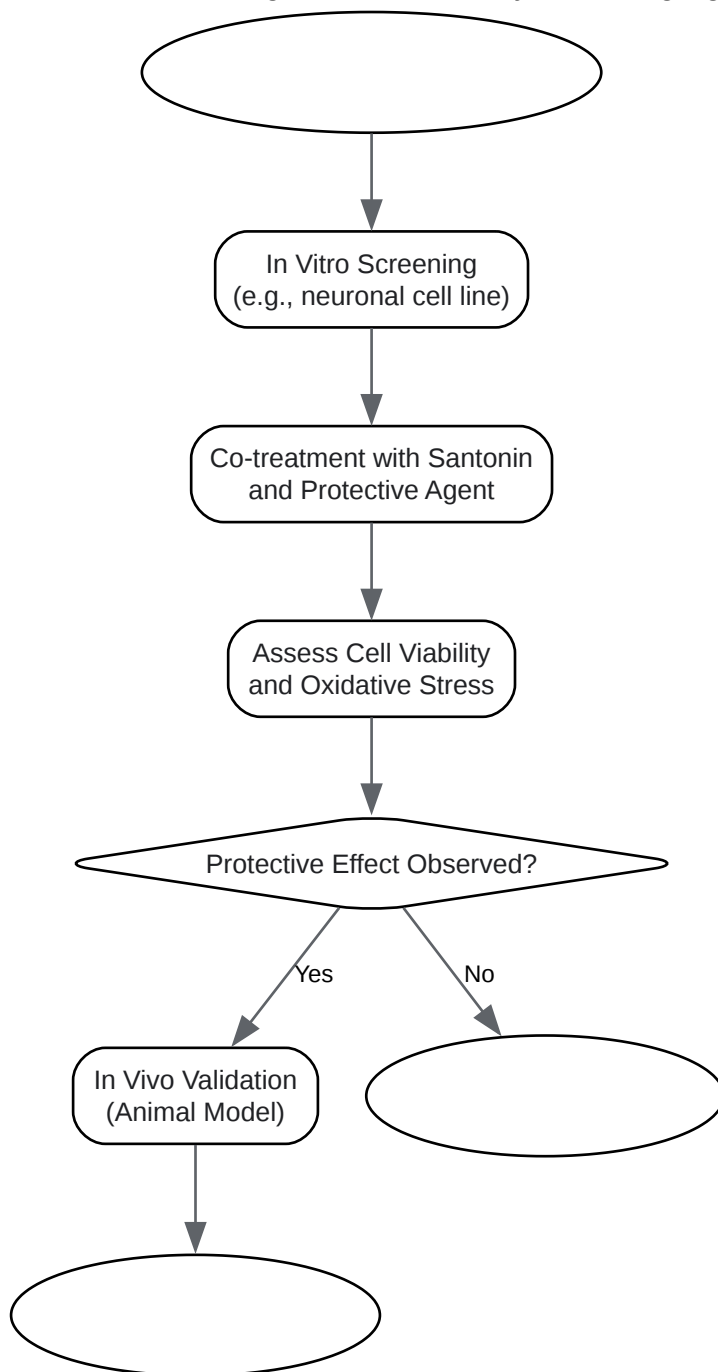 In Vitro Screening
(e.g., neuronal cell line)
Co-treatment with Santonin
and Protective Agent
Assess Cell Viability
and Oxidative Stress
Protective Effect Observed?
Yes
No
In Vivo Validation
(Animal Model)